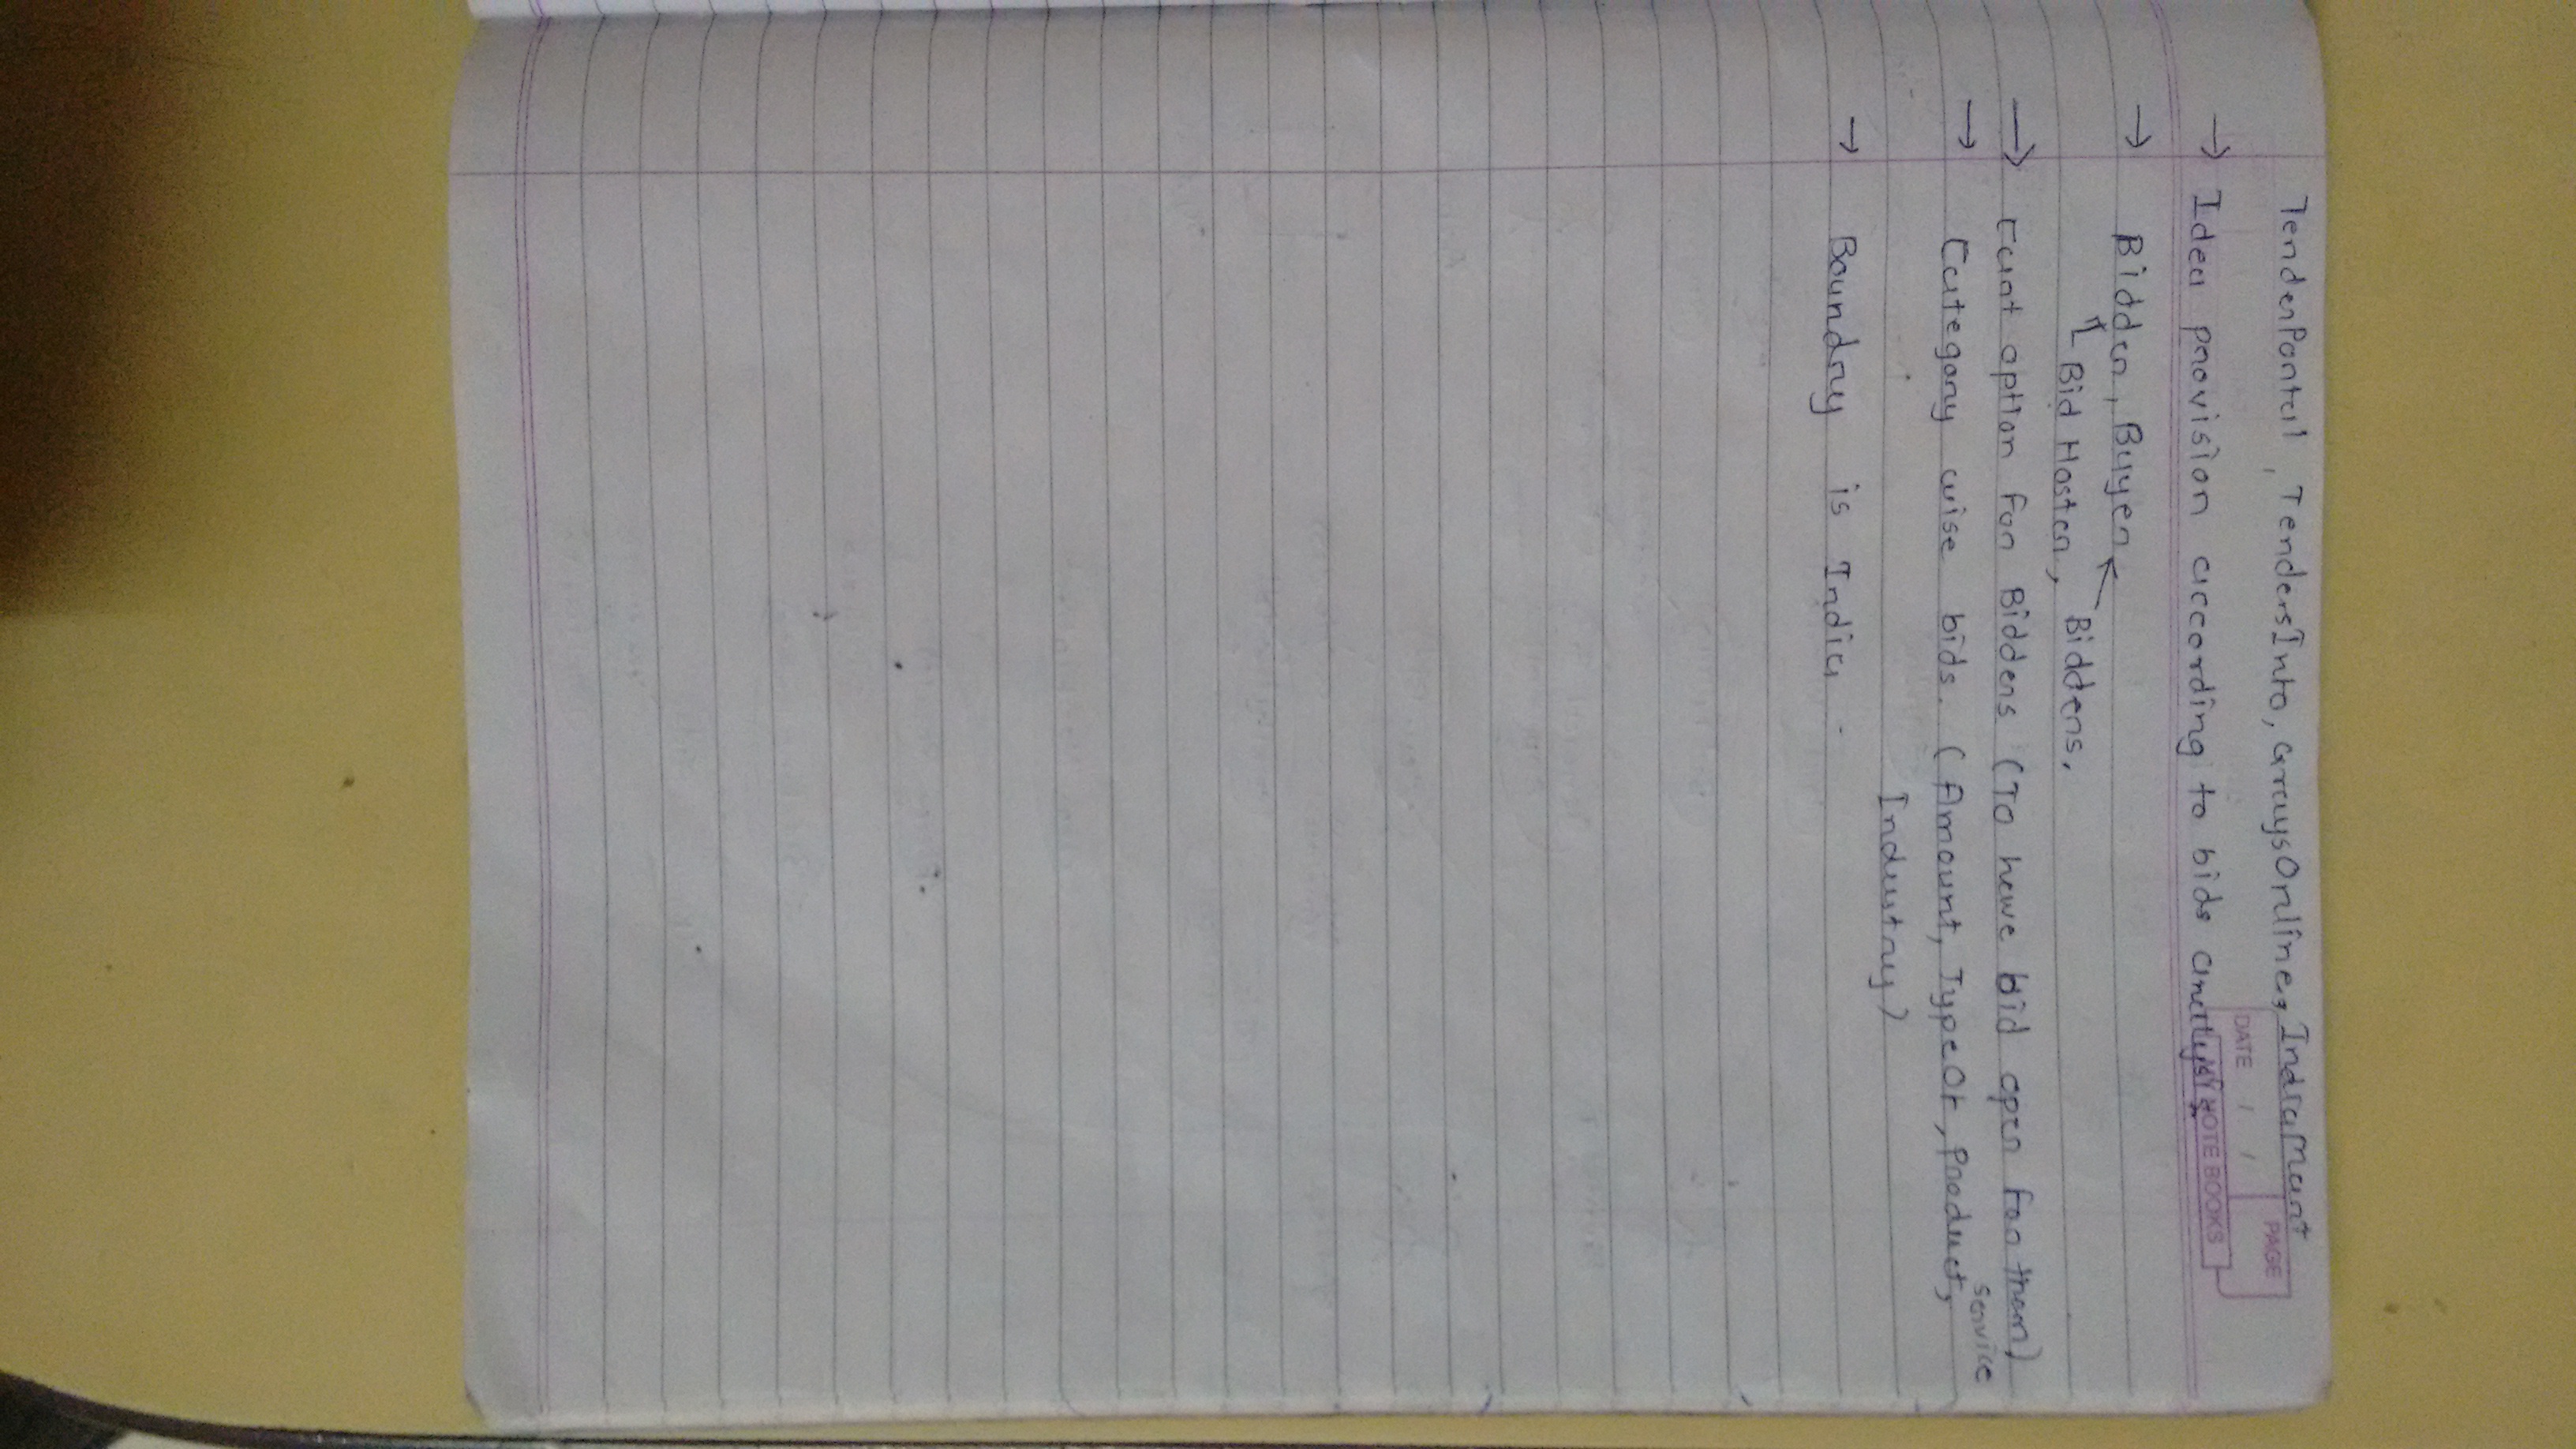 TenderPortal, TendersInfo, GraysOnline, IndiaMart
PAGE
DATE / /
MY NOTE BOOKS
→ Idea provision according to bids analysis
→ Bidder, Buyer
Bid Hoster, Bidders.
→ Cart option for Bidders (To have bid open for them)
→ Category wise bids. (Amount, TypeOf, Product, service
Industry)
→ Boundry is India